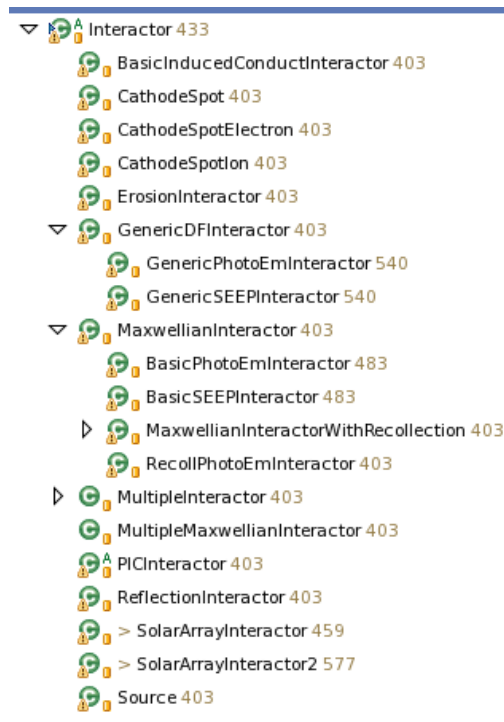 Interactor 433
BasicInducedConductInteractor 403
CathodeSpot 403
CathodeSpotElectron 403
CathodeSpotIon 403
ErosionInteractor 403
GenericDFInteractor 403
GenericPhotoEmInteractor 540
GenericSEEPInteractor 540
MaxwellianInteractor 403
BasicPhotoEmInteractor 483
BasicSEEPInteractor 483
MaxwellianInteractorWithRecollection 403
RecollPhotoEmInteractor 403
MultipleInteractor 403
MultipleMaxwellianInteractor 403
PICInteractor 403
ReflectionInteractor 403
> SolarArrayInteractor 459
> SolarArrayInteractor2 577
Source 403